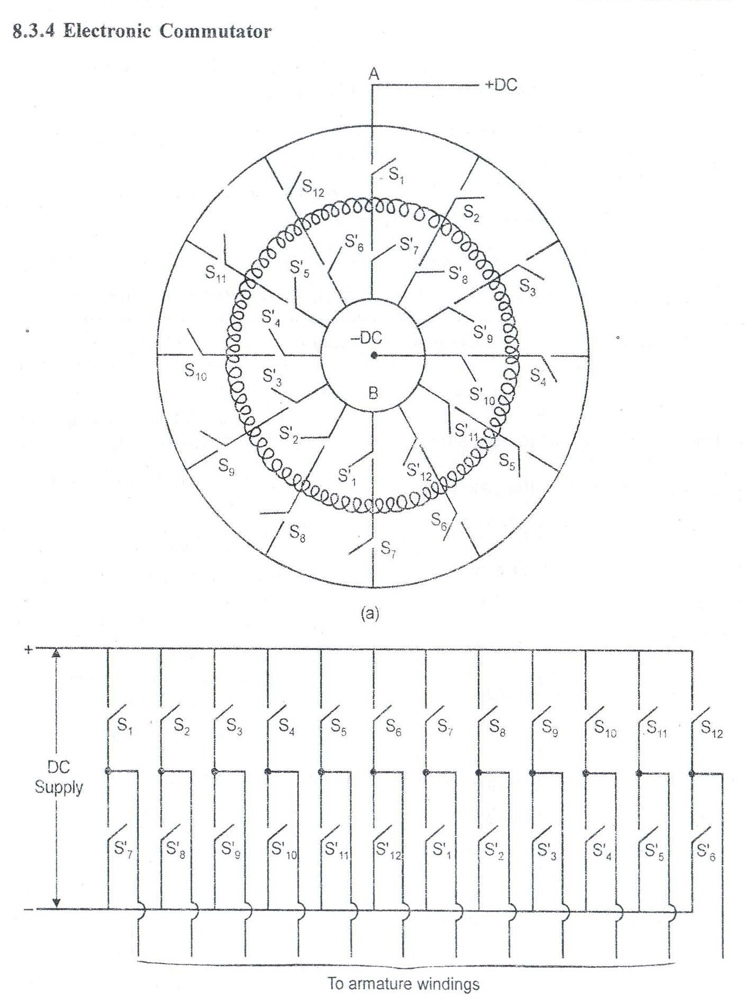 8.3.4 Electronic Commutator
A
+DC
S1
S12
S2
S'6
S'7
S'5
S'8
S11
S3
S'4
S'9
–DC
S10
S'3
S4
B
S'10
S'2
S'11
S9
S'1
S'12
S5
S8
S6
S7
(a)
+
S1 S2 S3 S4 S5 S6 S7 S8 S9 S10 S11 S12
DC
Supply
S'7 S'8 S'9 S'10 S'11 S'12 S'1 S'2 S'3 S'4 S'5 S'6
–
To armature windings